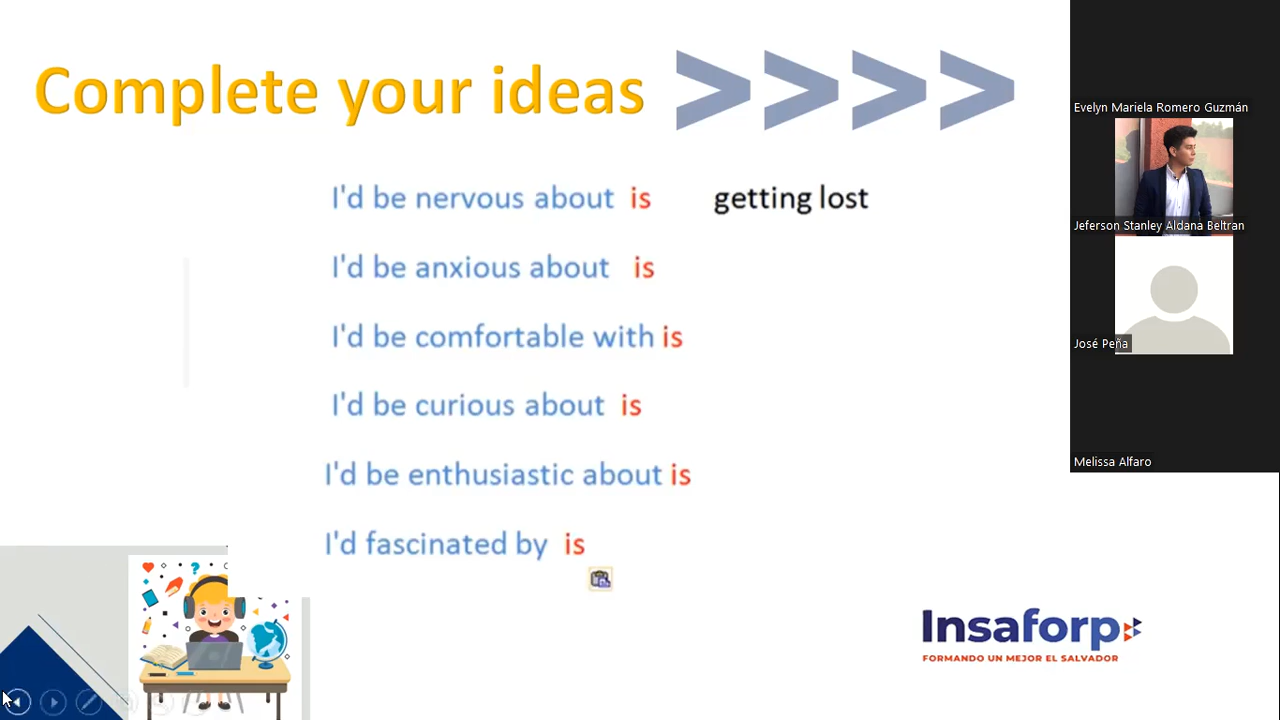 Complete your ideas >>>>
I'd be nervous about is getting lost
I'd be anxious about is
I'd be comfortable with is
I'd be curious about is
I'd be enthusiastic about is
I'd fascinated by is
Insaforp
FORMANDO UN MEJOR EL SALVADOR
Evelyn Mariela Romero Guzmán
Jeferson Stanley Aldana Beltran
José Peña
Melissa Alfaro